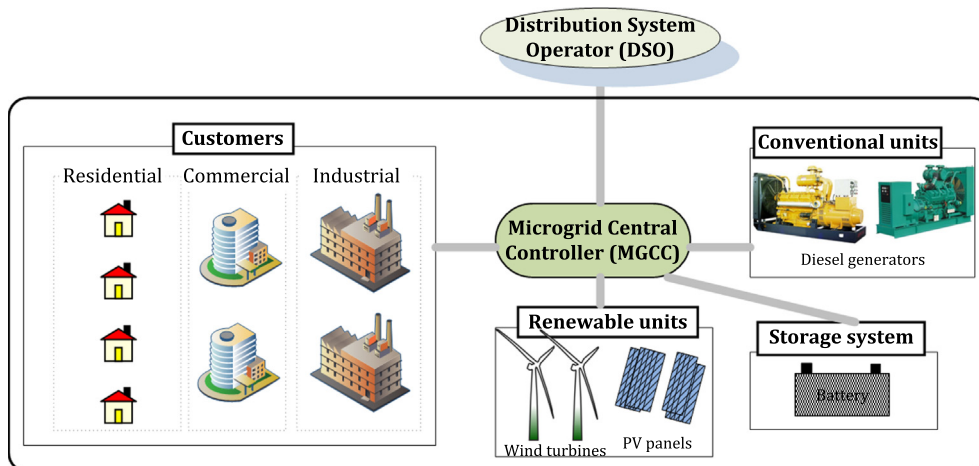 Distribution System
Operator (DSO)
Customers
Residential
Commercial
Industrial
Conventional units
Diesel generators
Microgrid Central
Controller (MGCC)
Renewable units
Wind turbines
PV panels
Storage system
Battery